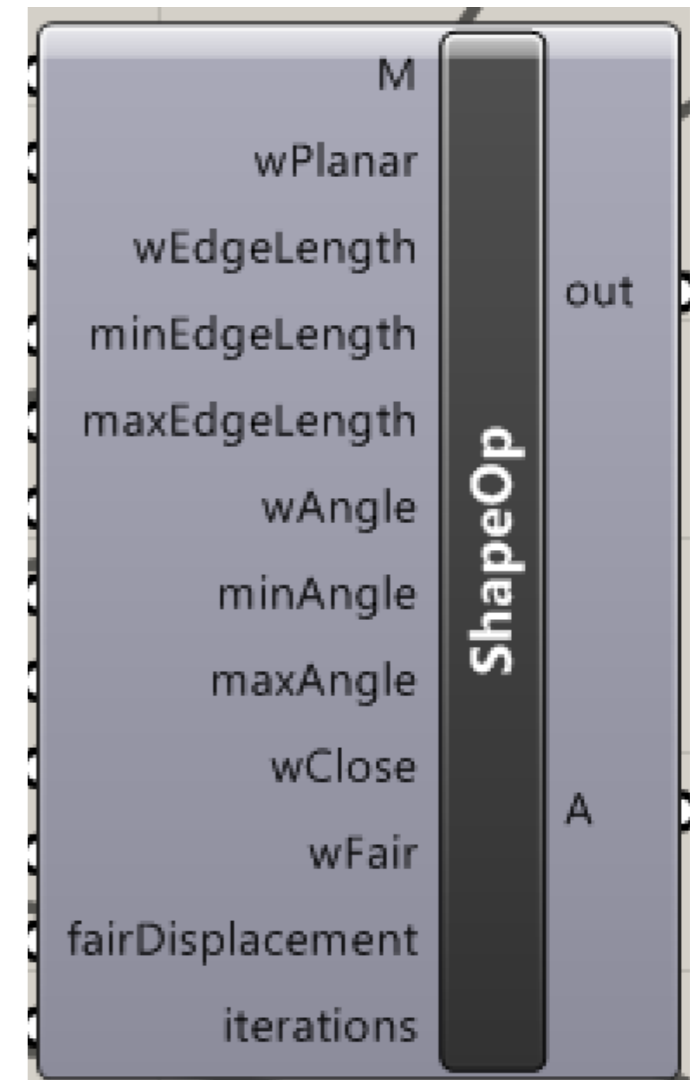 M
wPlanar
wEdgeLength
minEdgeLength
maxEdgeLength
wAngle
minAngle
maxAngle
wClose
wFair
fairDisplacement
iterations
ShapeOp
out
A